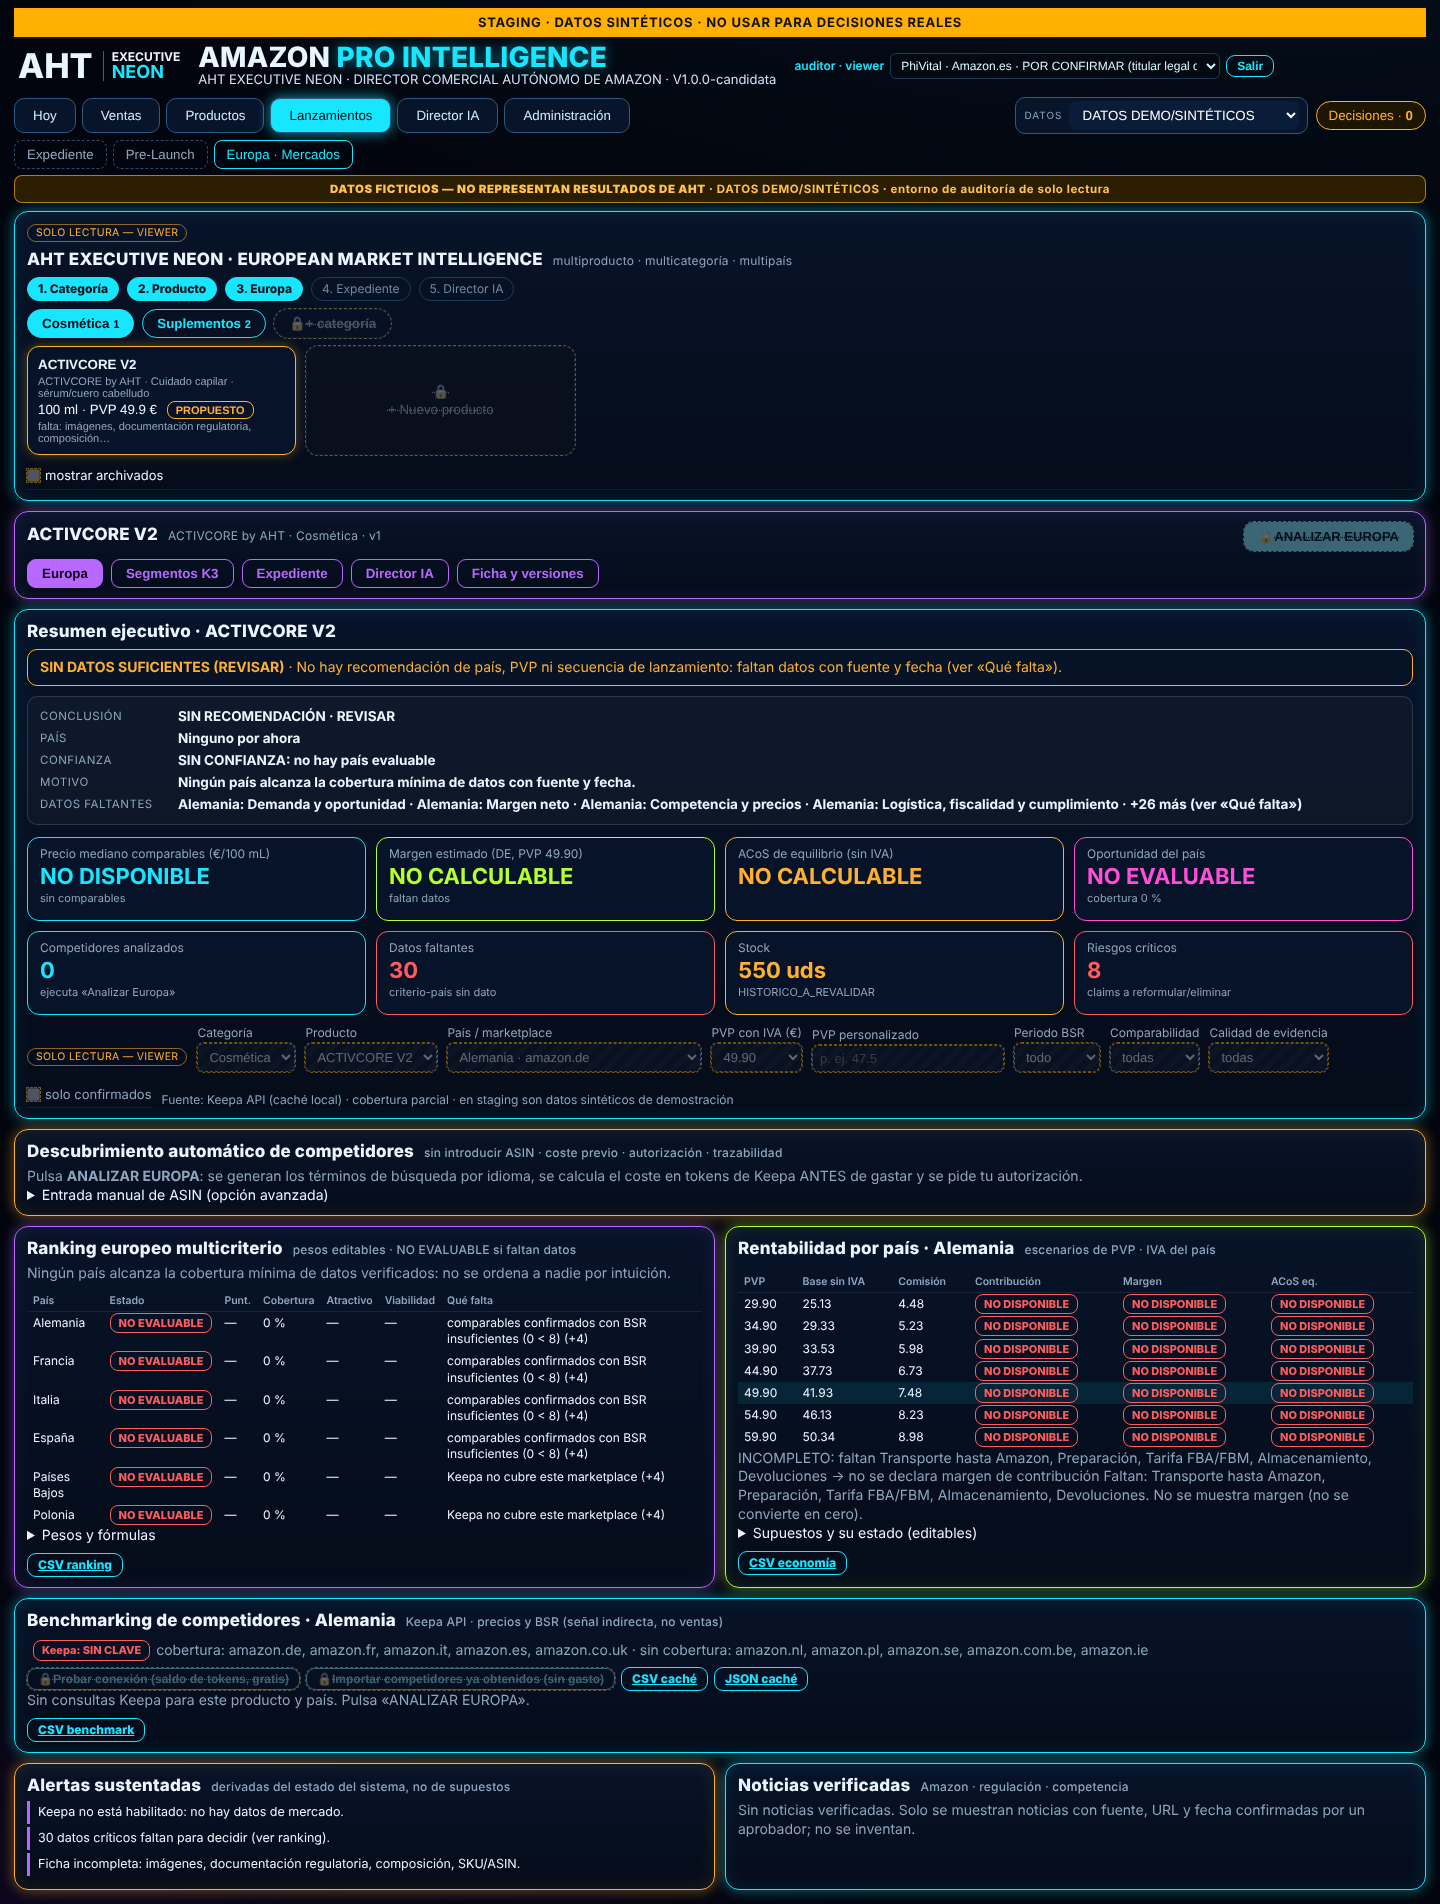 STAGING · DATOS SINTÉTICOS · NO USAR PARA DECISIONES REALES
AHT EXECUTIVE NEON
AMAZON PRO INTELLIGENCE
AHT EXECUTIVE NEON · DIRECTOR COMERCIAL AUTÓNOMO DE AMAZON · V1.0.0-candidata
auditor · viewer PhiVital · Amazon.es · POR CONFIRMAR (titular legal c Salir
Hoy Ventas Productos Lanzamientos Director IA Administración DATOS DATOS DEMO/SINTÉTICOS Decisiones · 0
Expediente Pre-Launch Europa · Mercados
DATOS FICTICIOS — NO REPRESENTAN RESULTADOS DE AHT · DATOS DEMO/SINTÉTICOS · entorno de auditoría de solo lectura
SOLO LECTURA — VIEWER
AHT EXECUTIVE NEON · EUROPEAN MARKET INTELLIGENCE multiproducto · multicategoría · multipaís
1. Categoría 2. Producto 3. Europa 4. Expediente 5. Director IA
Cosmética 1 Suplementos 2 🔒+ categoría
ACTIVCORE V2
ACTIVCORE by AHT · Cuidado capilar ·
sérum/cuero cabelludo
100 ml · PVP 49.9 € PROPUESTO
falta: imágenes, documentación regulatoria,
composición…
🔒
+ Nuevo producto
mostrar archivados
ACTIVCORE V2 ACTIVCORE by AHT · Cosmética · v1 🔒ANALIZAR EUROPA
Europa Segmentos K3 Expediente Director IA Ficha y versiones
Resumen ejecutivo · ACTIVCORE V2
SIN DATOS SUFICIENTES (REVISAR) · No hay recomendación de país, PVP ni secuencia de lanzamiento: faltan datos con fuente y fecha (ver «Qué falta»).
CONCLUSIÓN SIN RECOMENDACIÓN · REVISAR
PAÍS Ninguno por ahora
CONFIANZA SIN CONFIANZA: no hay país evaluable
MOTIVO Ningún país alcanza la cobertura mínima de datos con fuente y fecha.
DATOS FALTANTES Alemania: Demanda y oportunidad · Alemania: Margen neto · Alemania: Competencia y precios · Alemania: Logística, fiscalidad y cumplimiento · +26 más (ver «Qué falta»)
Precio mediano comparables (€/100 mL)
NO DISPONIBLE
sin comparables
Margen estimado (DE, PVP 49.90)
NO CALCULABLE
faltan datos
ACoS de equilibrio (sin IVA)
NO CALCULABLE
Oportunidad del país
NO EVALUABLE
cobertura 0 %
Competidores analizados
0
ejecuta «Analizar Europa»
Datos faltantes
30
criterio-país sin dato
Stock
550 uds
HISTORICO_A_REVALIDAR
Riesgos críticos
8
claims a reformular/eliminar
Categoría Producto País / marketplace PVP con IVA (€) PVP personalizado Periodo BSR Comparabilidad Calidad de evidencia
SOLO LECTURA — VIEWER Cosmética ACTIVCORE V2 Alemania · amazon.de 49.90 p. ej. 47.5 todo todas todas
solo confirmados Fuente: Keepa API (caché local) · cobertura parcial · en staging son datos sintéticos de demostración
Descubrimiento automático de competidores sin introducir ASIN · coste previo · autorización · trazabilidad
Pulsa ANALIZAR EUROPA: se generan los términos de búsqueda por idioma, se calcula el coste en tokens de Keepa ANTES de gastar y se pide tu autorización.
▶ Entrada manual de ASIN (opción avanzada)
Ranking europeo multicriterio pesos editables · NO EVALUABLE si faltan datos
Ningún país alcanza la cobertura mínima de datos verificados: no se ordena a nadie por intuición.
País Estado Punt. Cobertura Atractivo Viabilidad Qué falta
Alemania NO EVALUABLE — 0 % — — comparables confirmados con BSR
insuficientes (0 < 8) (+4)
Francia NO EVALUABLE — 0 % — — comparables confirmados con BSR
insuficientes (0 < 8) (+4)
Italia NO EVALUABLE — 0 % — — comparables confirmados con BSR
insuficientes (0 < 8) (+4)
España NO EVALUABLE — 0 % — — comparables confirmados con BSR
insuficientes (0 < 8) (+4)
Países NO EVALUABLE — 0 % — — Keepa no cubre este marketplace (+4)
Bajos
Polonia NO EVALUABLE — 0 % — — Keepa no cubre este marketplace (+4)
▶ Pesos y fórmulas
CSV ranking
Rentabilidad por país · Alemania escenarios de PVP · IVA del país
PVP Base sin IVA Comisión Contribución Margen ACoS eq.
29.90 25.13 4.48 NO DISPONIBLE NO DISPONIBLE NO DISPONIBLE
34.90 29.33 5.23 NO DISPONIBLE NO DISPONIBLE NO DISPONIBLE
39.90 33.53 5.98 NO DISPONIBLE NO DISPONIBLE NO DISPONIBLE
44.90 37.73 6.73 NO DISPONIBLE NO DISPONIBLE NO DISPONIBLE
49.90 41.93 7.48 NO DISPONIBLE NO DISPONIBLE NO DISPONIBLE
54.90 46.13 8.23 NO DISPONIBLE NO DISPONIBLE NO DISPONIBLE
59.90 50.34 8.98 NO DISPONIBLE NO DISPONIBLE NO DISPONIBLE
INCOMPLETO: faltan Transporte hasta Amazon, Preparación, Tarifa FBA/FBM, Almacenamiento,
Devoluciones → no se declara margen de contribución Faltan: Transporte hasta Amazon,
Preparación, Tarifa FBA/FBM, Almacenamiento, Devoluciones. No se muestra margen (no se
convierte en cero).
▶ Supuestos y su estado (editables)
CSV economía
Benchmarking de competidores · Alemania Keepa API · precios y BSR (señal indirecta, no ventas)
Keepa: SIN CLAVE cobertura: amazon.de, amazon.fr, amazon.it, amazon.es, amazon.co.uk · sin cobertura: amazon.nl, amazon.pl, amazon.se, amazon.com.be, amazon.ie
🔒Probar conexión (saldo de tokens, gratis) 🔒Importar competidores ya obtenidos (sin gasto) CSV caché JSON caché
Sin consultas Keepa para este producto y país. Pulsa «ANALIZAR EUROPA».
CSV benchmark
Alertas sustentadas derivadas del estado del sistema, no de supuestos
Keepa no está habilitado: no hay datos de mercado.
30 datos críticos faltan para decidir (ver ranking).
Ficha incompleta: imágenes, documentación regulatoria, composición, SKU/ASIN.
Noticias verificadas Amazon · regulación · competencia
Sin noticias verificadas. Solo se muestran noticias con fuente, URL y fecha confirmadas por un
aprobador; no se inventan.